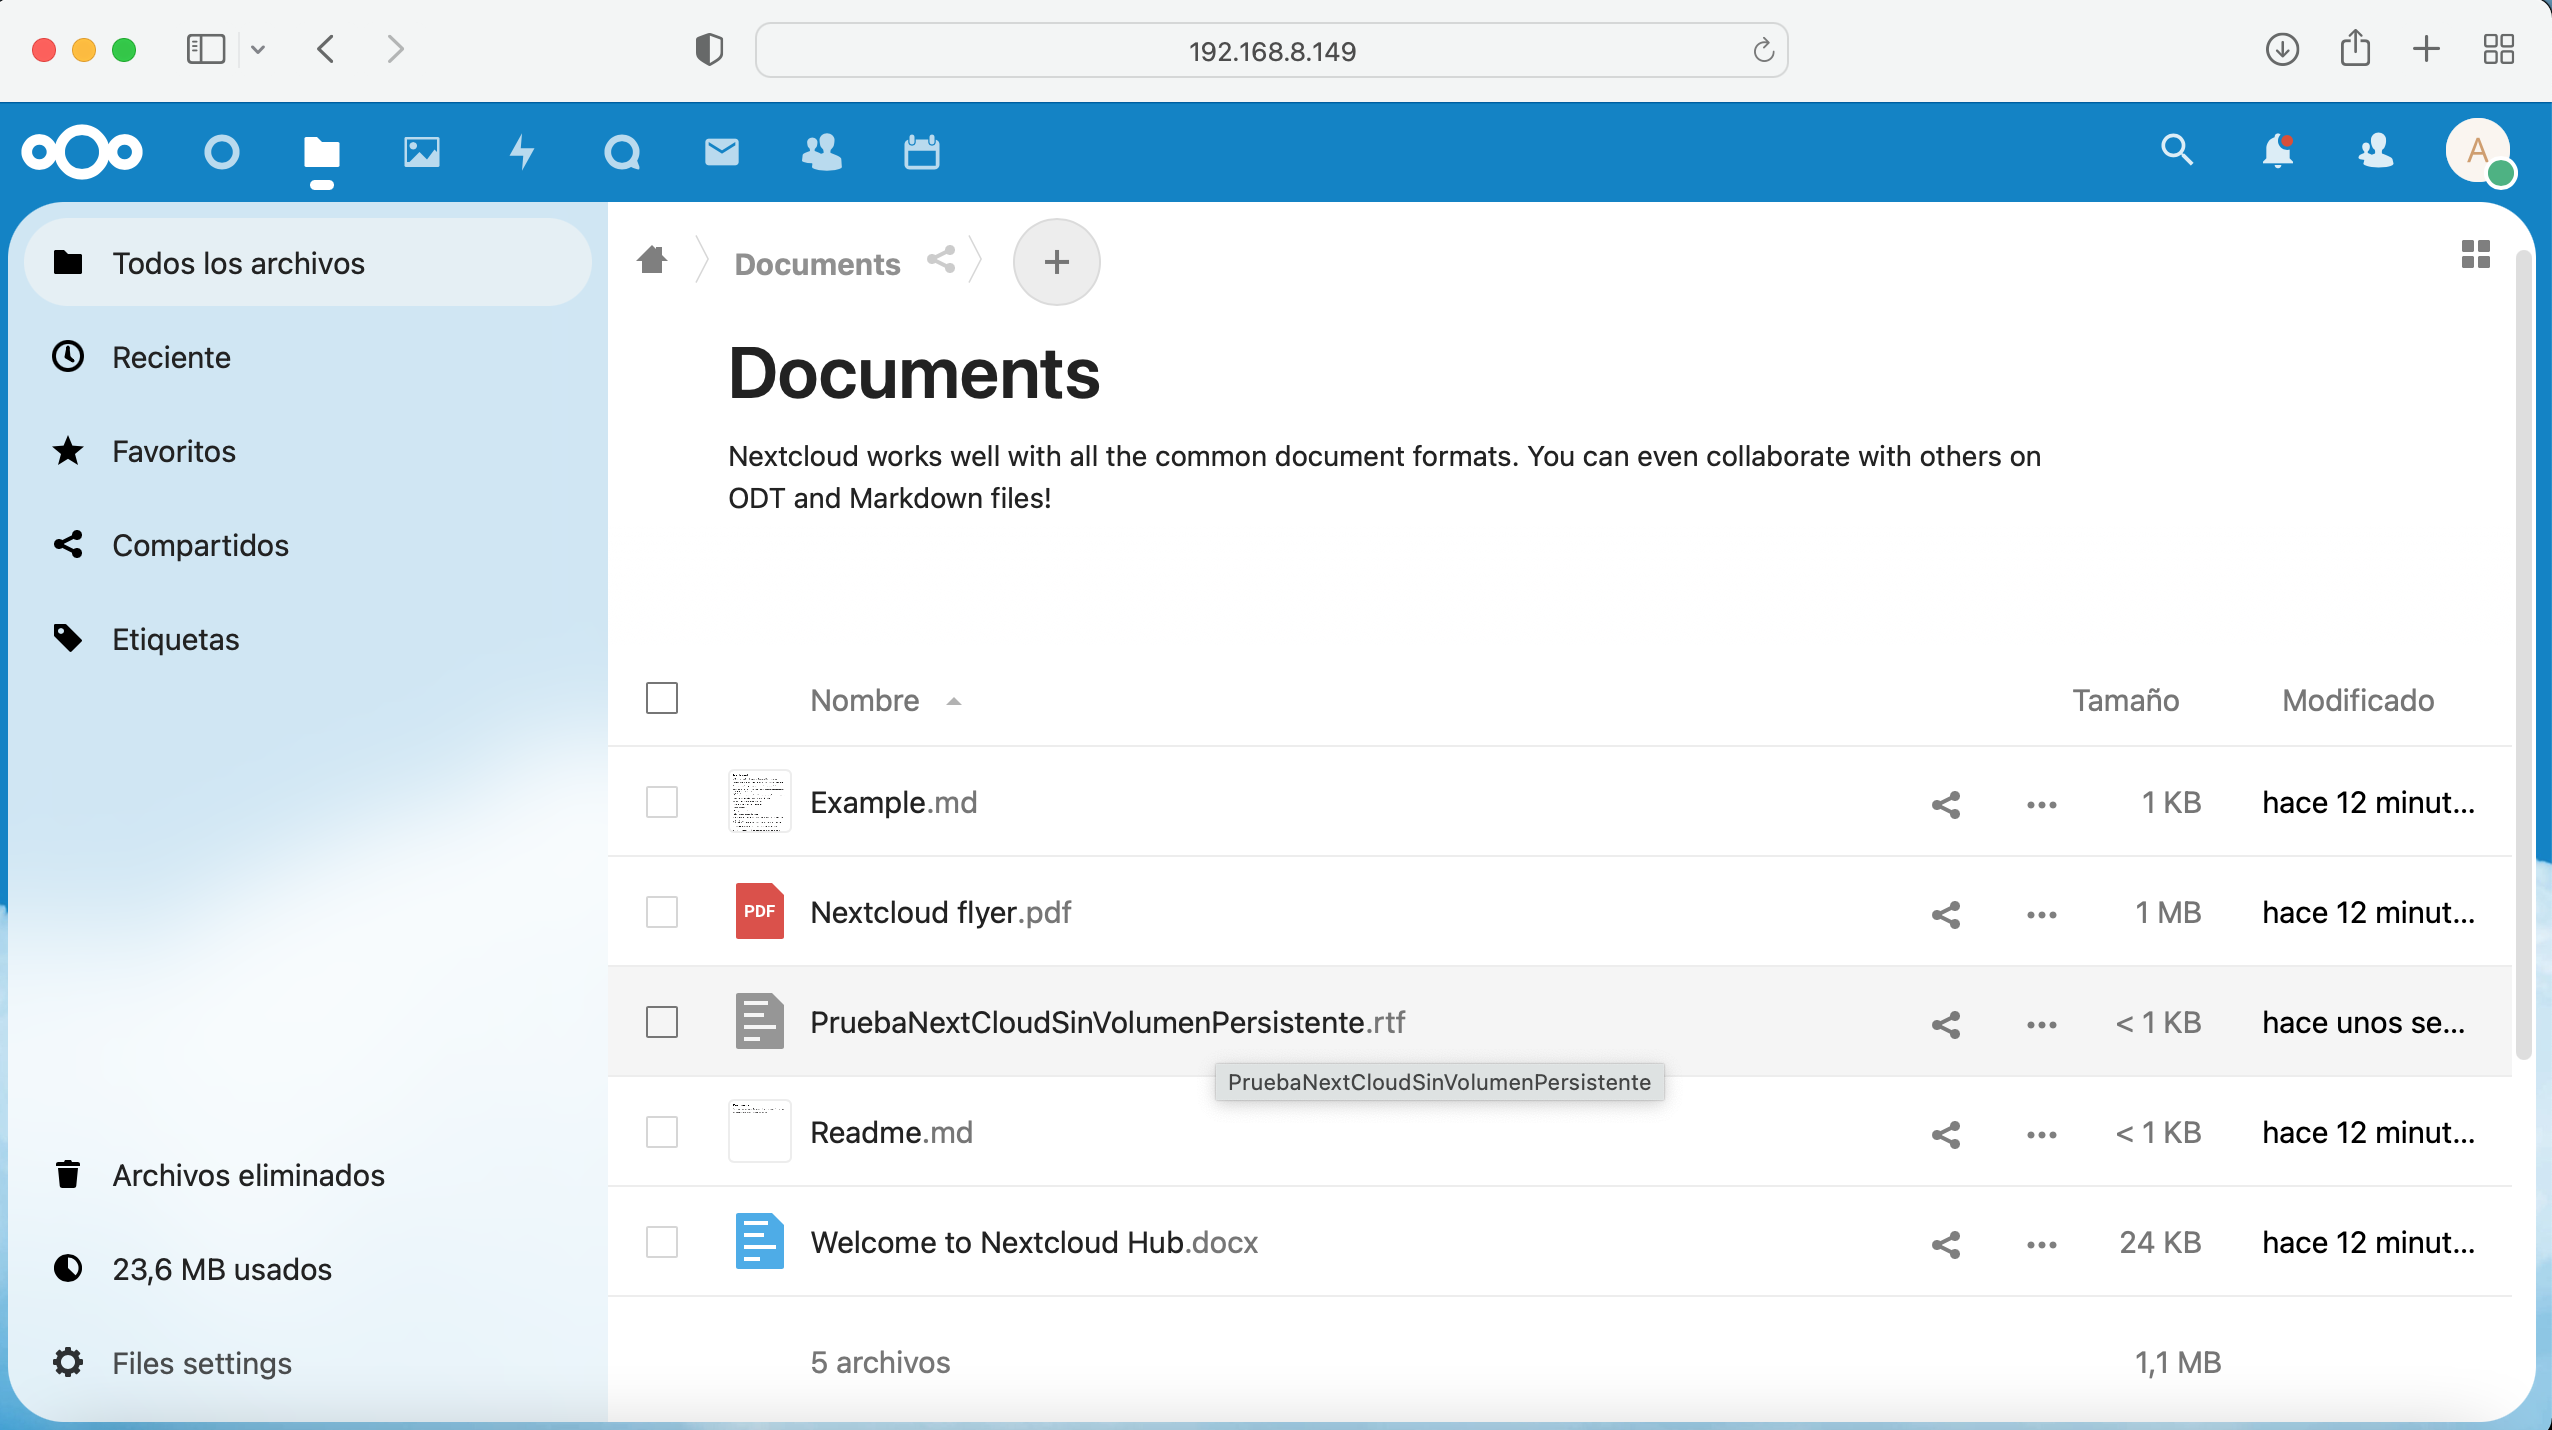 192.168.8.149
A
Todos los archivos
Reciente
Favoritos
Compartidos
Etiquetas
Archivos eliminados
23,6 MB usados
Files settings
Documents
Documents
Nextcloud works well with all the common document formats. You can even collaborate with others on
ODT and Markdown files!
Nombre Tamaño Modificado
Example.md 1 KB hace 12 minut...
PDF Nextcloud flyer.pdf 1 MB hace 12 minut...
PruebaNextCloudSinVolumenPersistente.rtf < 1 KB hace unos se...
PruebaNextCloudSinVolumenPersistente
Readme.md < 1 KB hace 12 minut...
Welcome to Nextcloud Hub.docx 24 KB hace 12 minut...
5 archivos 1,1 MB